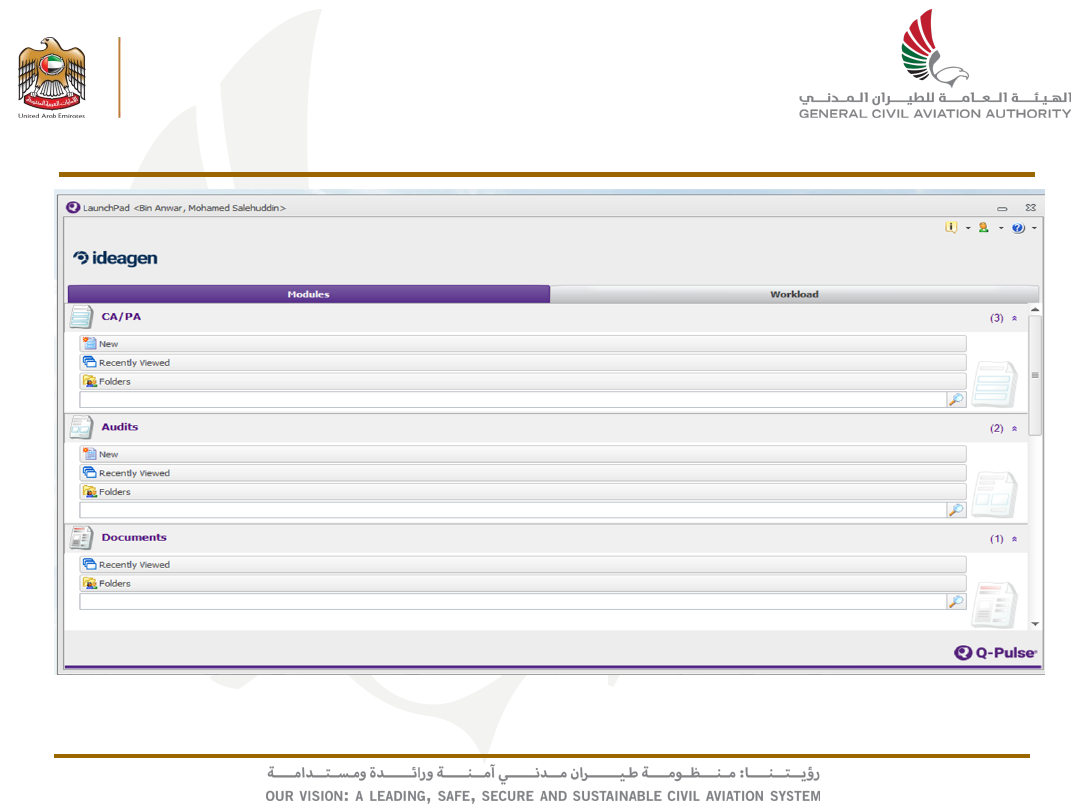 United Arab Emirates
الهيئة العامة للطيران المدني
GENERAL CIVIL AVIATION AUTHORITY
LaunchPad <Bin Anwar, Mohamed Salehuddin>
ideagen
Modules Workload
CA/PA (3)
New
Recently Viewed
Folders
Audits (2)
New
Recently Viewed
Folders
Documents (1)
Recently Viewed
Folders
Q-Pulse®
رؤيتنا: منظومة طيران مدني آمنة ورائدة ومستدامة
OUR VISION: A LEADING, SAFE, SECURE AND SUSTAINABLE CIVIL AVIATION SYSTEM